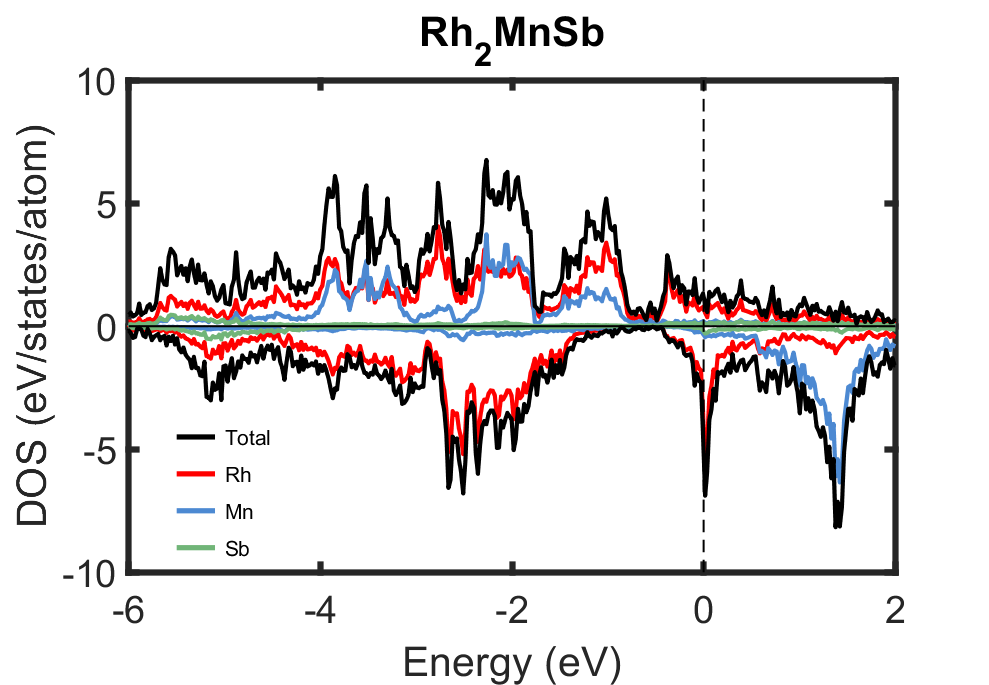 Rh₂MnSb
DOS (eV/states/atom)
10
5
0
-5
-10
Total
Rh
Mn
Sb
-6 -4 -2 0 2
Energy (eV)